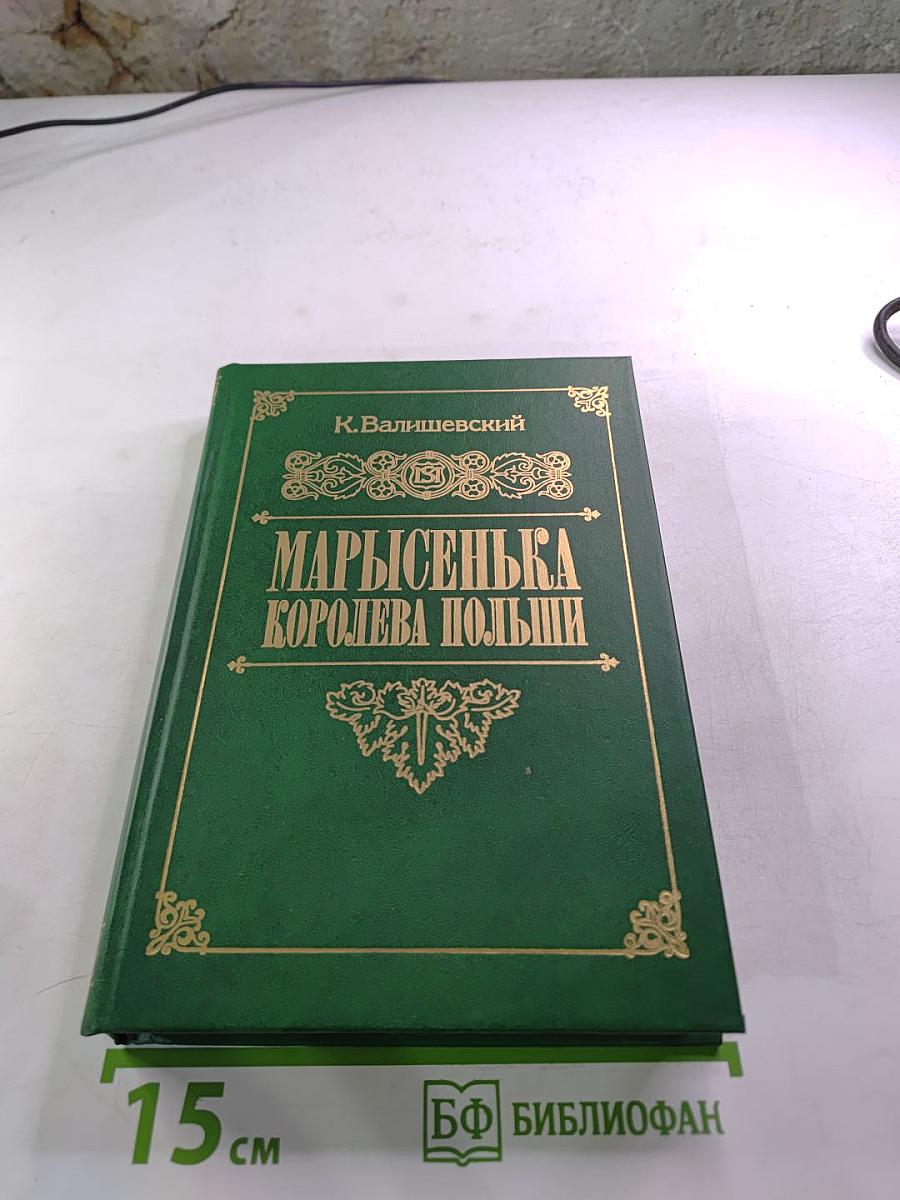 К.Валишевский
МАРЫСЕНЬКА
КОРОЛЕВА ПОЛЬШИ
15 см
БФ БИБЛИОФАН